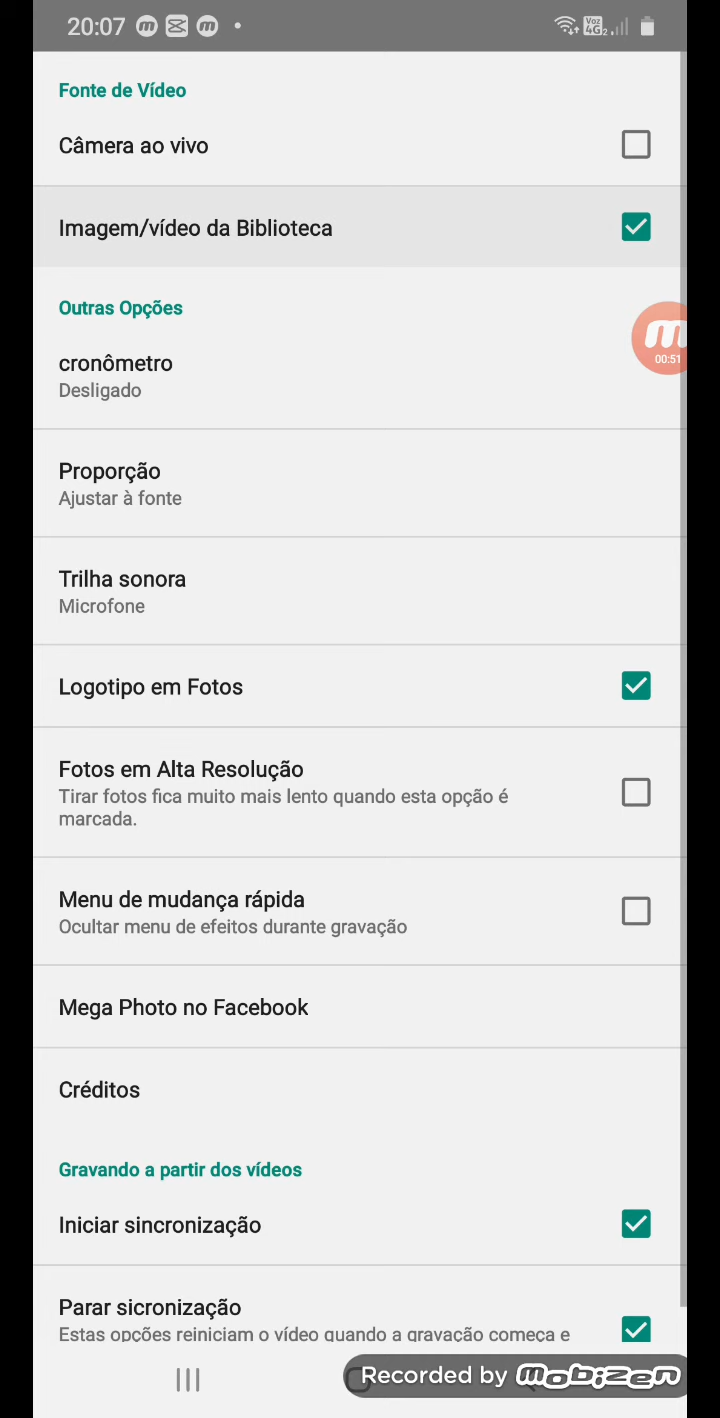 20:07
Voz
4G 2
Fonte de Vídeo
Câmera ao vivo
Imagem/vídeo da Biblioteca
Outras Opções
cronômetro
Desligado
00:51
Proporção
Ajustar à fonte
Trilha sonora
Microfone
Logotipo em Fotos
Fotos em Alta Resolução
Tirar fotos fica muito mais lento quando esta opção é
marcada.
Menu de mudança rápida
Ocultar menu de efeitos durante gravação
Mega Photo no Facebook
Créditos
Gravando a partir dos vídeos
Iniciar sincronização
Parar sicronização
Estas opções reiniciam o vídeo quando a gravação começa e
Recorded by mobizen